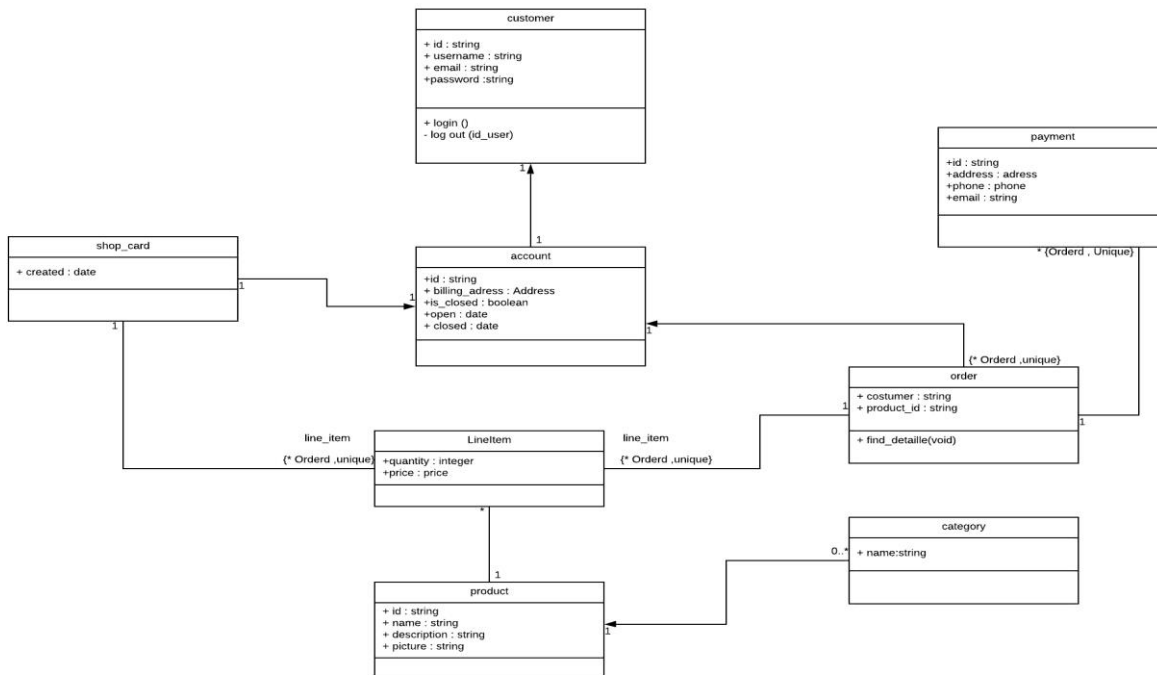 customer
+ id : string
+ username : string
+ email : string
+password :string
+ login ()
- log out (id_user)
1
payment
+id : string
+address : adress
+phone : phone
+email : string
* {Orderd , Unique}
shop_card
+ created : date
1
1
1
account
+id : string
+ billing_adress : Address
+is_closed : boolean
+open : date
+ closed : date
1
1
1
{* Orderd ,unique}
order
+ costumer : string
+ product_id : string
+ find_detaille(void)
1
1
line_item
{* Orderd ,unique}
LineItem
+quantity : integer
+price : price
line_item
{* Orderd ,unique}
*
1
category
+ name:string
0..*
product
+ id : string
+ name : string
+ description : string
+ picture : string
1